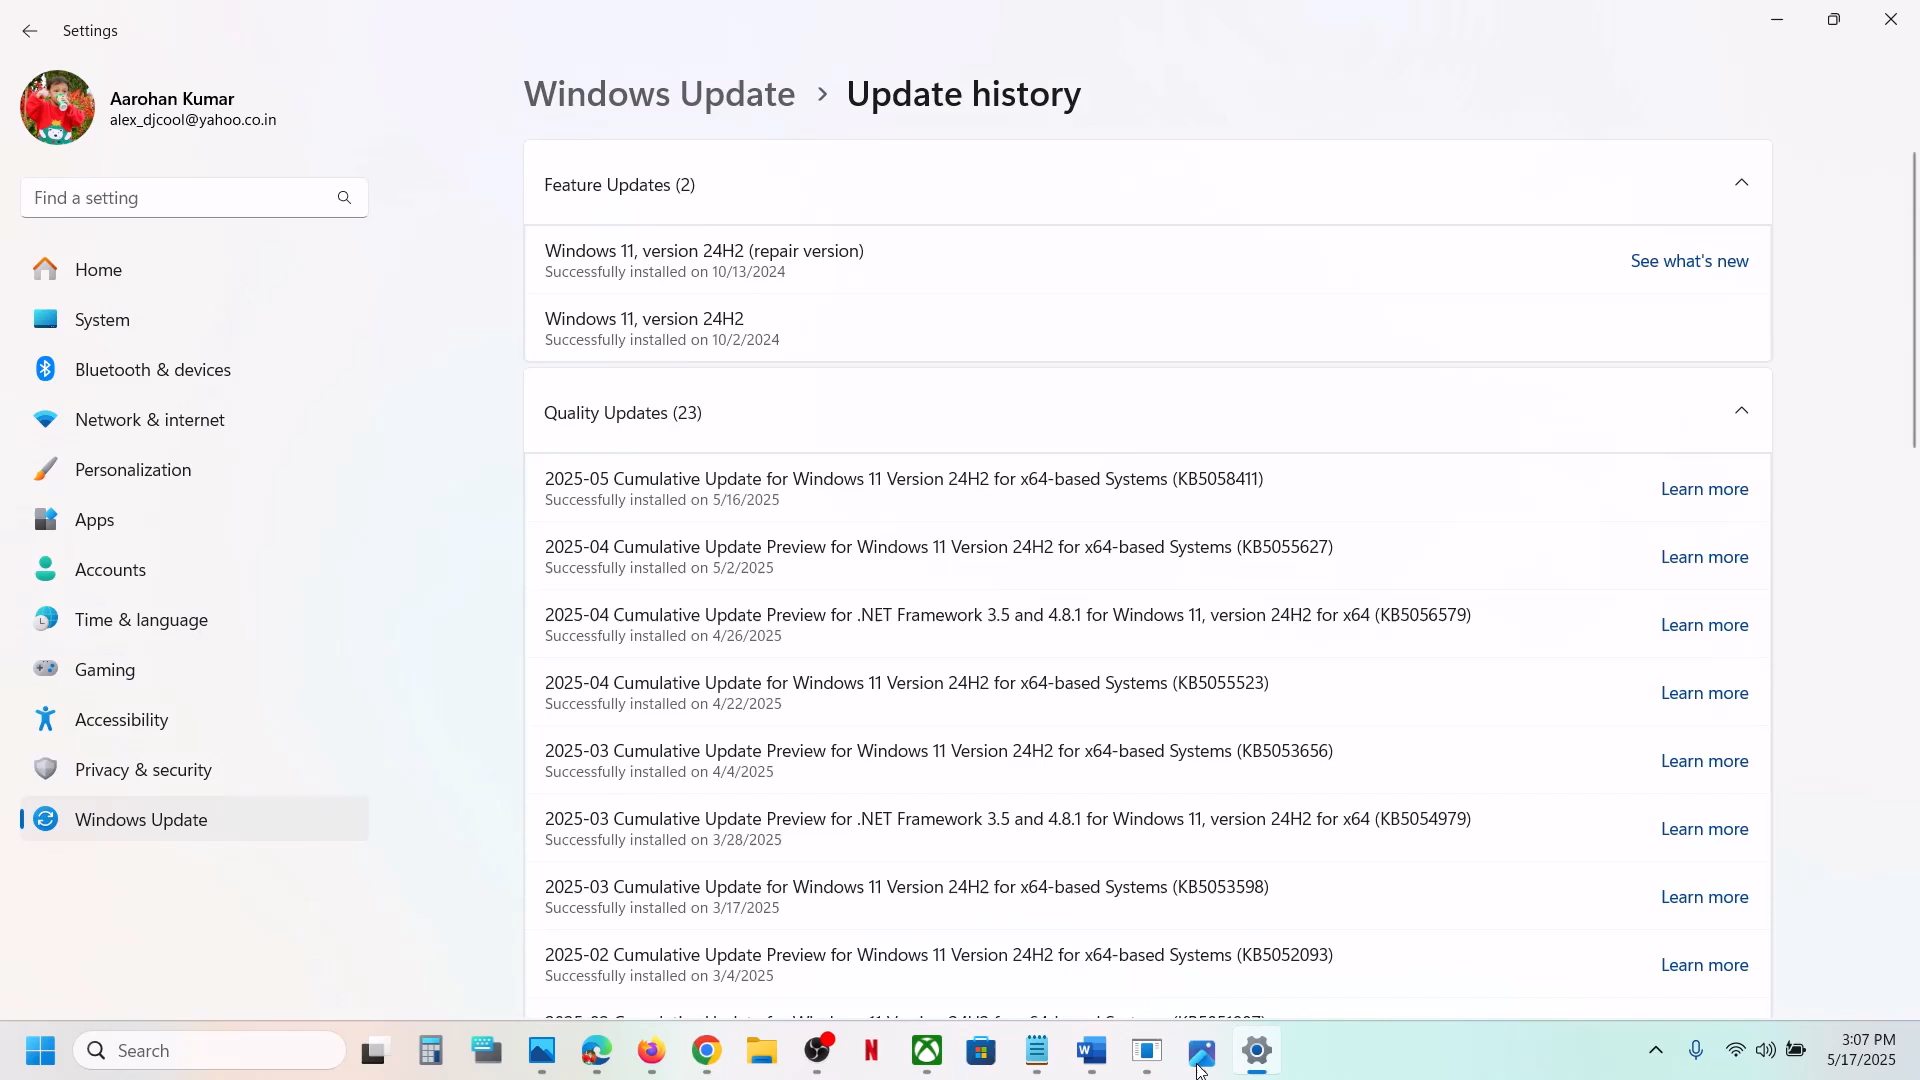 Settings
Aarohan Kumar
alex_djcool@yahoo.co.in
Find a setting
Home
System
Bluetooth & devices
Network & internet
Personalization
Apps
Accounts
Time & language
Gaming
Accessibility
Privacy & security
Windows Update
Windows Update > Update history
Feature Updates (2)
Windows 11, version 24H2 (repair version)
Successfully installed on 10/13/2024
See what's new
Windows 11, version 24H2
Successfully installed on 10/2/2024
Quality Updates (23)
2025-05 Cumulative Update for Windows 11 Version 24H2 for x64-based Systems (KB5058411)
Successfully installed on 5/16/2025
Learn more
2025-04 Cumulative Update Preview for Windows 11 Version 24H2 for x64-based Systems (KB5055627)
Successfully installed on 5/2/2025
Learn more
2025-04 Cumulative Update Preview for .NET Framework 3.5 and 4.8.1 for Windows 11, version 24H2 for x64 (KB5056579)
Successfully installed on 4/26/2025
Learn more
2025-04 Cumulative Update for Windows 11 Version 24H2 for x64-based Systems (KB5055523)
Successfully installed on 4/22/2025
Learn more
2025-03 Cumulative Update Preview for Windows 11 Version 24H2 for x64-based Systems (KB5053656)
Successfully installed on 4/4/2025
Learn more
2025-03 Cumulative Update Preview for .NET Framework 3.5 and 4.8.1 for Windows 11, version 24H2 for x64 (KB5054979)
Successfully installed on 3/28/2025
Learn more
2025-03 Cumulative Update for Windows 11 Version 24H2 for x64-based Systems (KB5053598)
Successfully installed on 3/17/2025
Learn more
2025-02 Cumulative Update Preview for Windows 11 Version 24H2 for x64-based Systems (KB5052093)
Successfully installed on 3/4/2025
Learn more
Search
3:07 PM
5/17/2025